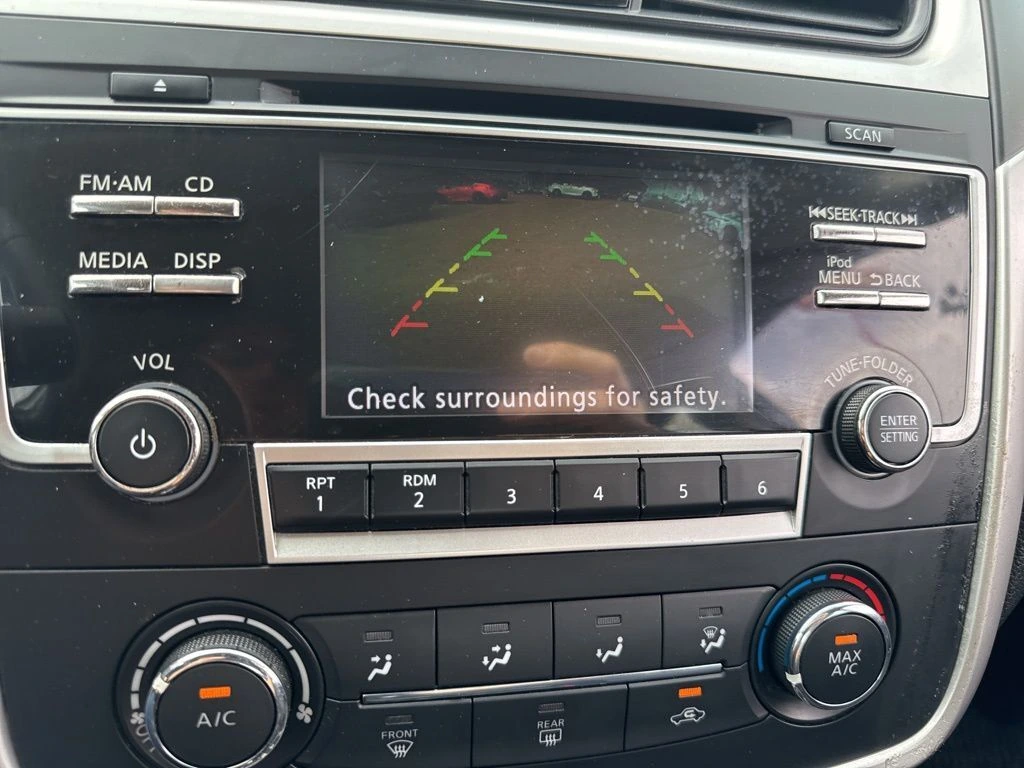 SCAN
FM·AM CD
SEEK·TRACK
MEDIA DISP
iPod
MENU BACK
VOL
TUNE·FOLDER
Check surroundings for safety.
ENTER
SETTING
RPT
1
RDM
2
3
4
5
6
MAX
A/C
A/C
FRONT
REAR